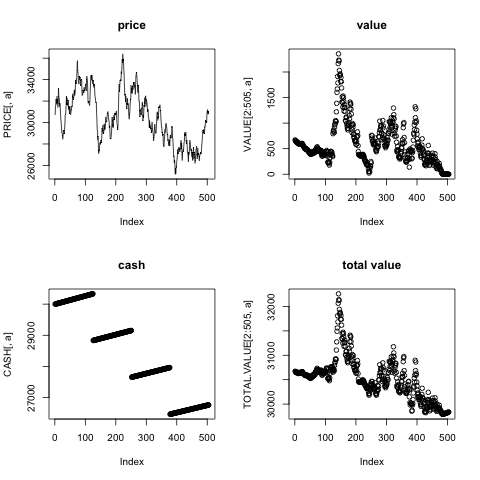 price
PRICE[, a]
26000
30000
34000
0
100
200
300
400
500
Index
value
VALUE[2:505, a]
0
500
1500
0
100
200
300
400
500
Index
cash
CASH[, a]
27000
29000
0
100
200
300
400
500
Index
total value
TOTAL.VALUE[2:505, a]
30000
31000
32000
0
100
200
300
400
500
Index